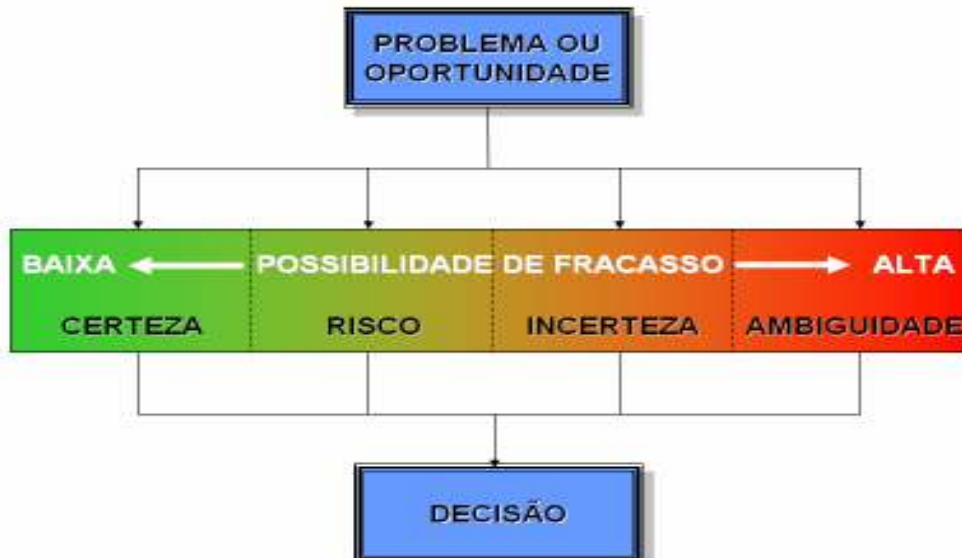 PROBLEMA OU
OPORTUNIDADE
BAIXA POSSIBILIDADE DE FRACASSO ALTA
CERTEZA RISCO INCERTEZA AMBIGUIDADE
DECISÃO